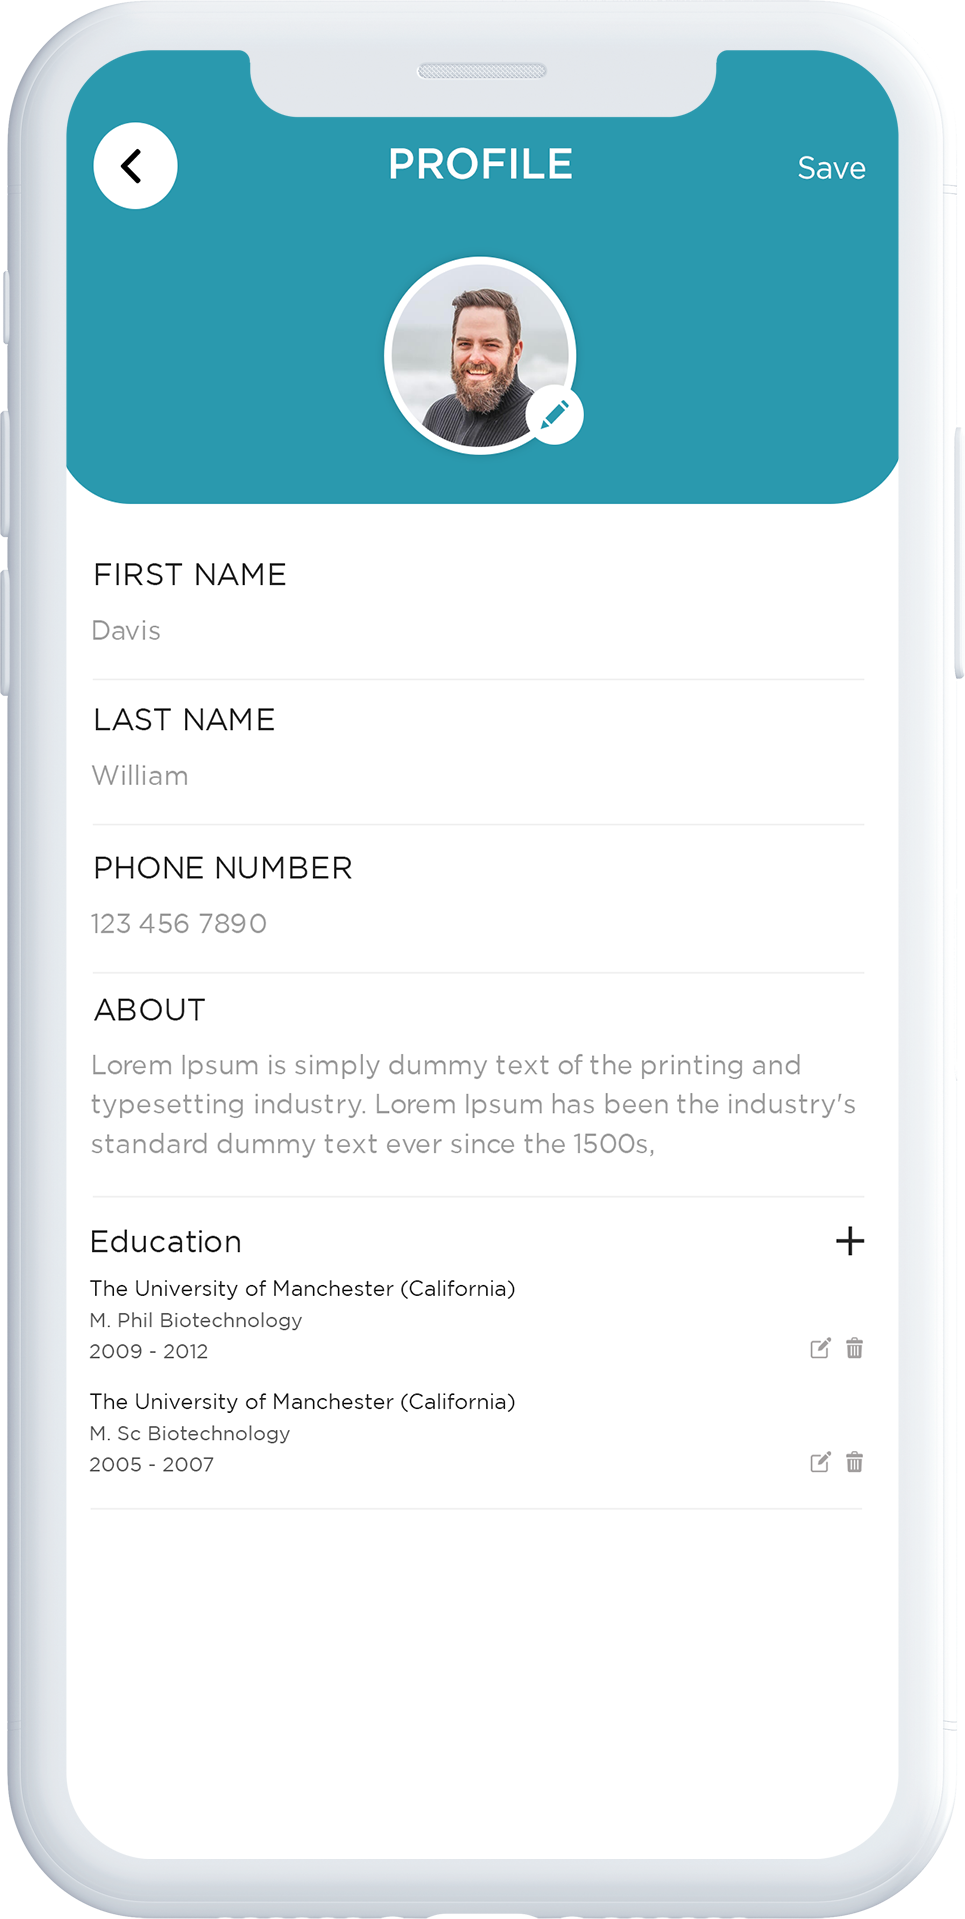 PROFILE
Save
FIRST NAME
Davis
LAST NAME
William
PHONE NUMBER
123 456 7890
ABOUT
Lorem Ipsum is simply dummy text of the printing and
typesetting industry. Lorem Ipsum has been the industry's
standard dummy text ever since the 1500s,
Education
The University of Manchester (California)
M. Phil Biotechnology
2009 - 2012
The University of Manchester (California)
M. Sc Biotechnology
2005 - 2007